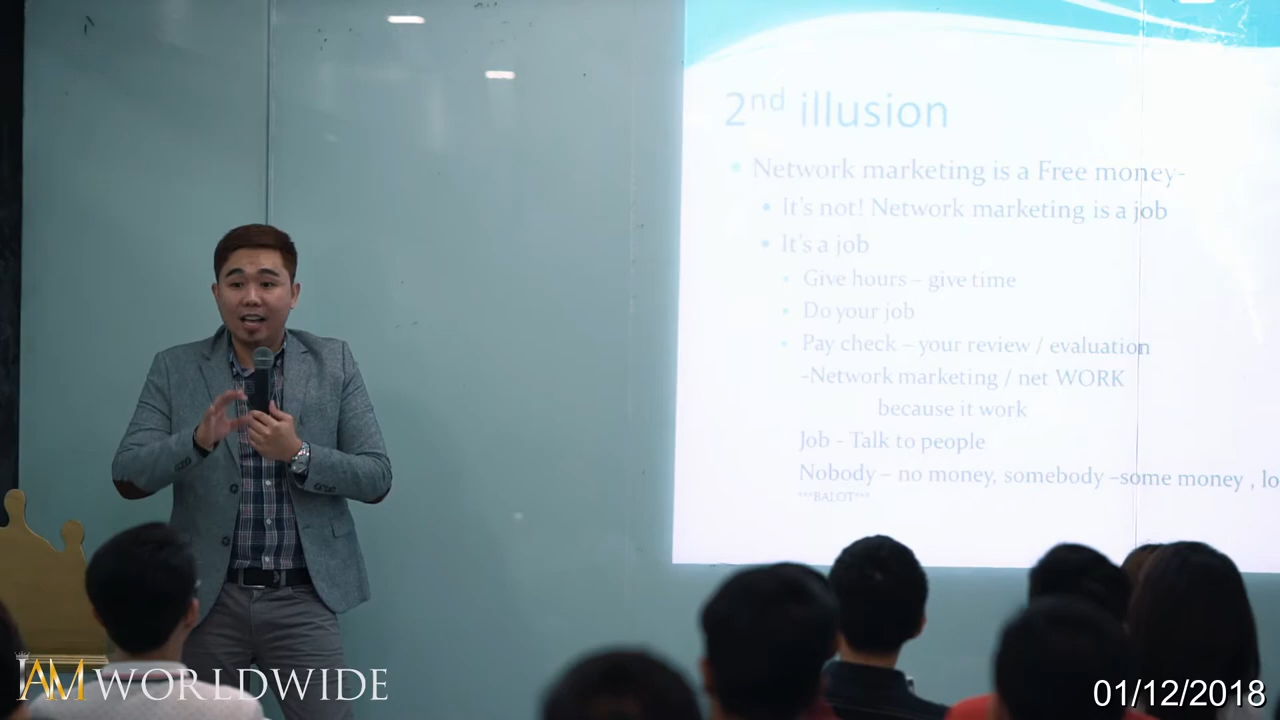 2nd illusion
Network marketing is a Free money-
It's not! Network marketing is a job
It's a job
Give hours – give time
Do your job
Pay check – your review / evaluation
-Network marketing / net WORK
because it work
Job - Talk to people
Nobody – no money, somebody –some money , lo
***BALOT***
IAMWORLDWIDE
01/12/2018